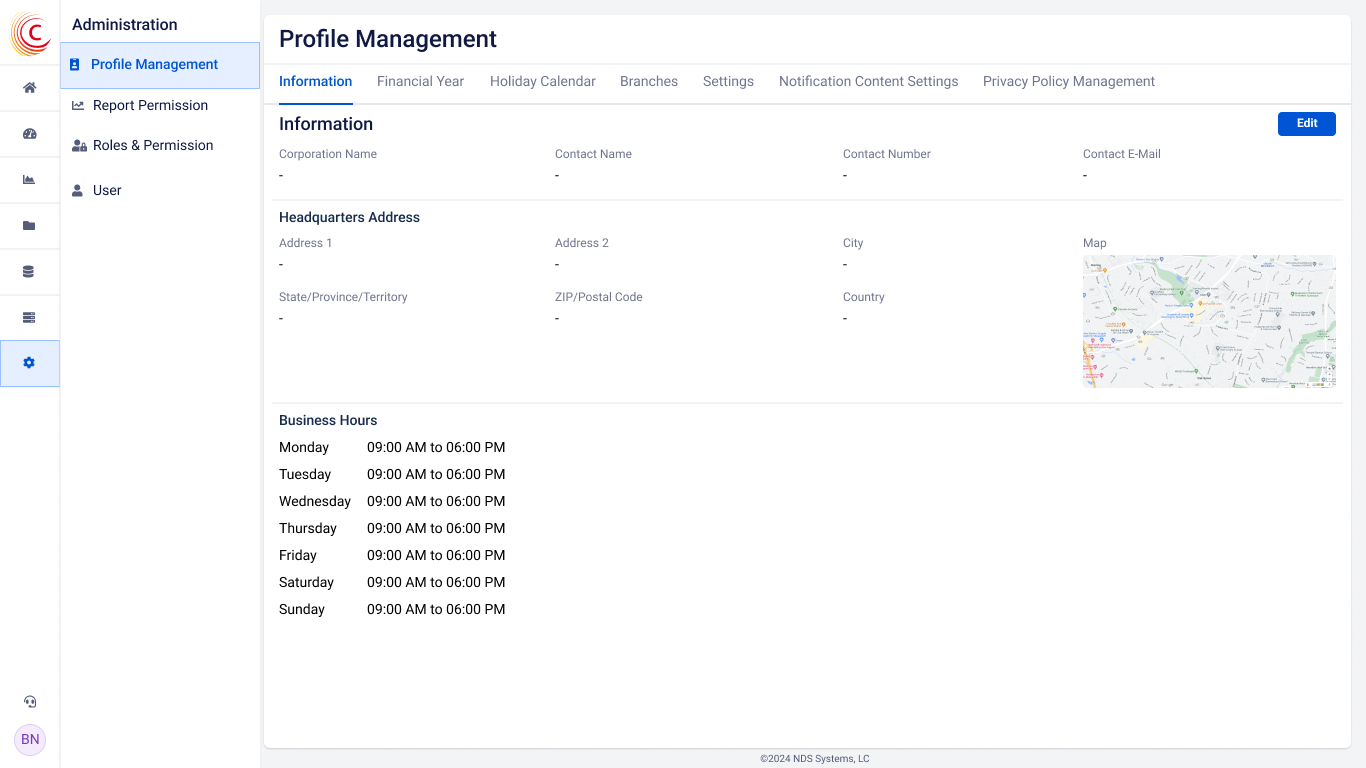 Administration
Profile Management
Report Permission
Roles & Permission
User
BN
Profile Management
Information Financial Year Holiday Calendar Branches Settings Notification Content Settings Privacy Policy Management
Information Edit
Corporation Name Contact Name Contact Number Contact E-Mail
- - - -
Headquarters Address
Address 1 Address 2 City Map
- - -
State/Province/Territory ZIP/Postal Code Country
- - -
Business Hours
Monday 09:00 AM to 06:00 PM
Tuesday 09:00 AM to 06:00 PM
Wednesday 09:00 AM to 06:00 PM
Thursday 09:00 AM to 06:00 PM
Friday 09:00 AM to 06:00 PM
Saturday 09:00 AM to 06:00 PM
Sunday 09:00 AM to 06:00 PM
©2024 NDS Systems, LC